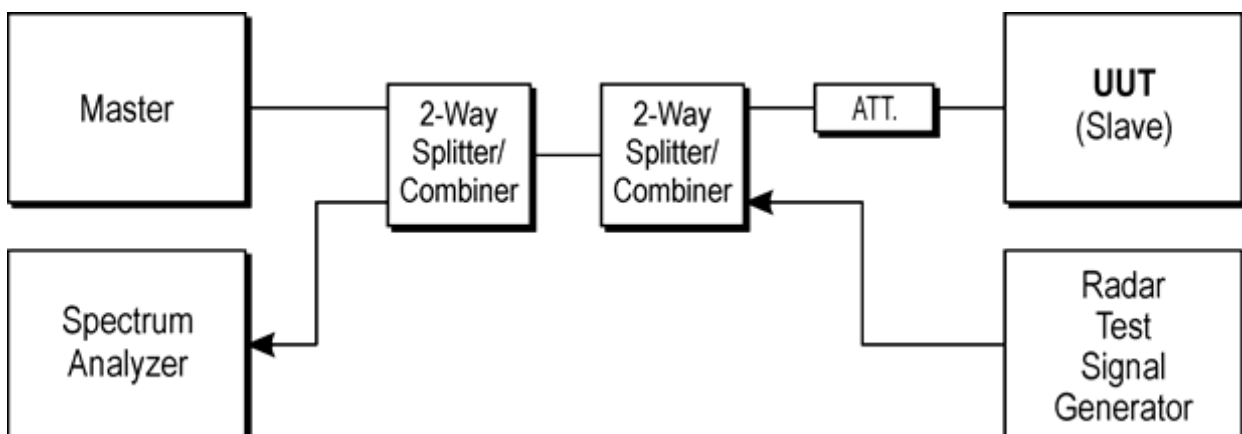 Master
2-Way
Splitter/
Combiner
2-Way
Splitter/
Combiner
ATT.
UUT
(Slave)
Spectrum
Analyzer
Radar
Test
Signal
Generator